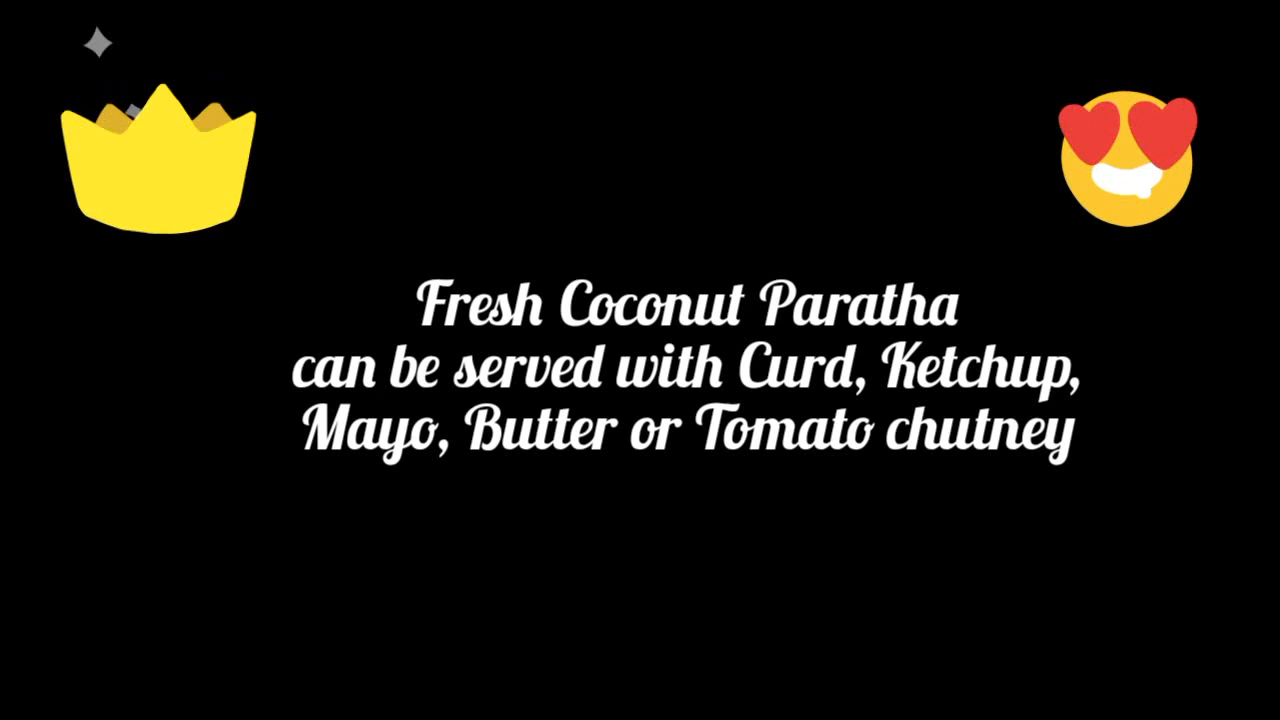 Fresh Coconut Paratha
can be served with Curd, Ketchup,
Mayo, Butter or Tomato chutney